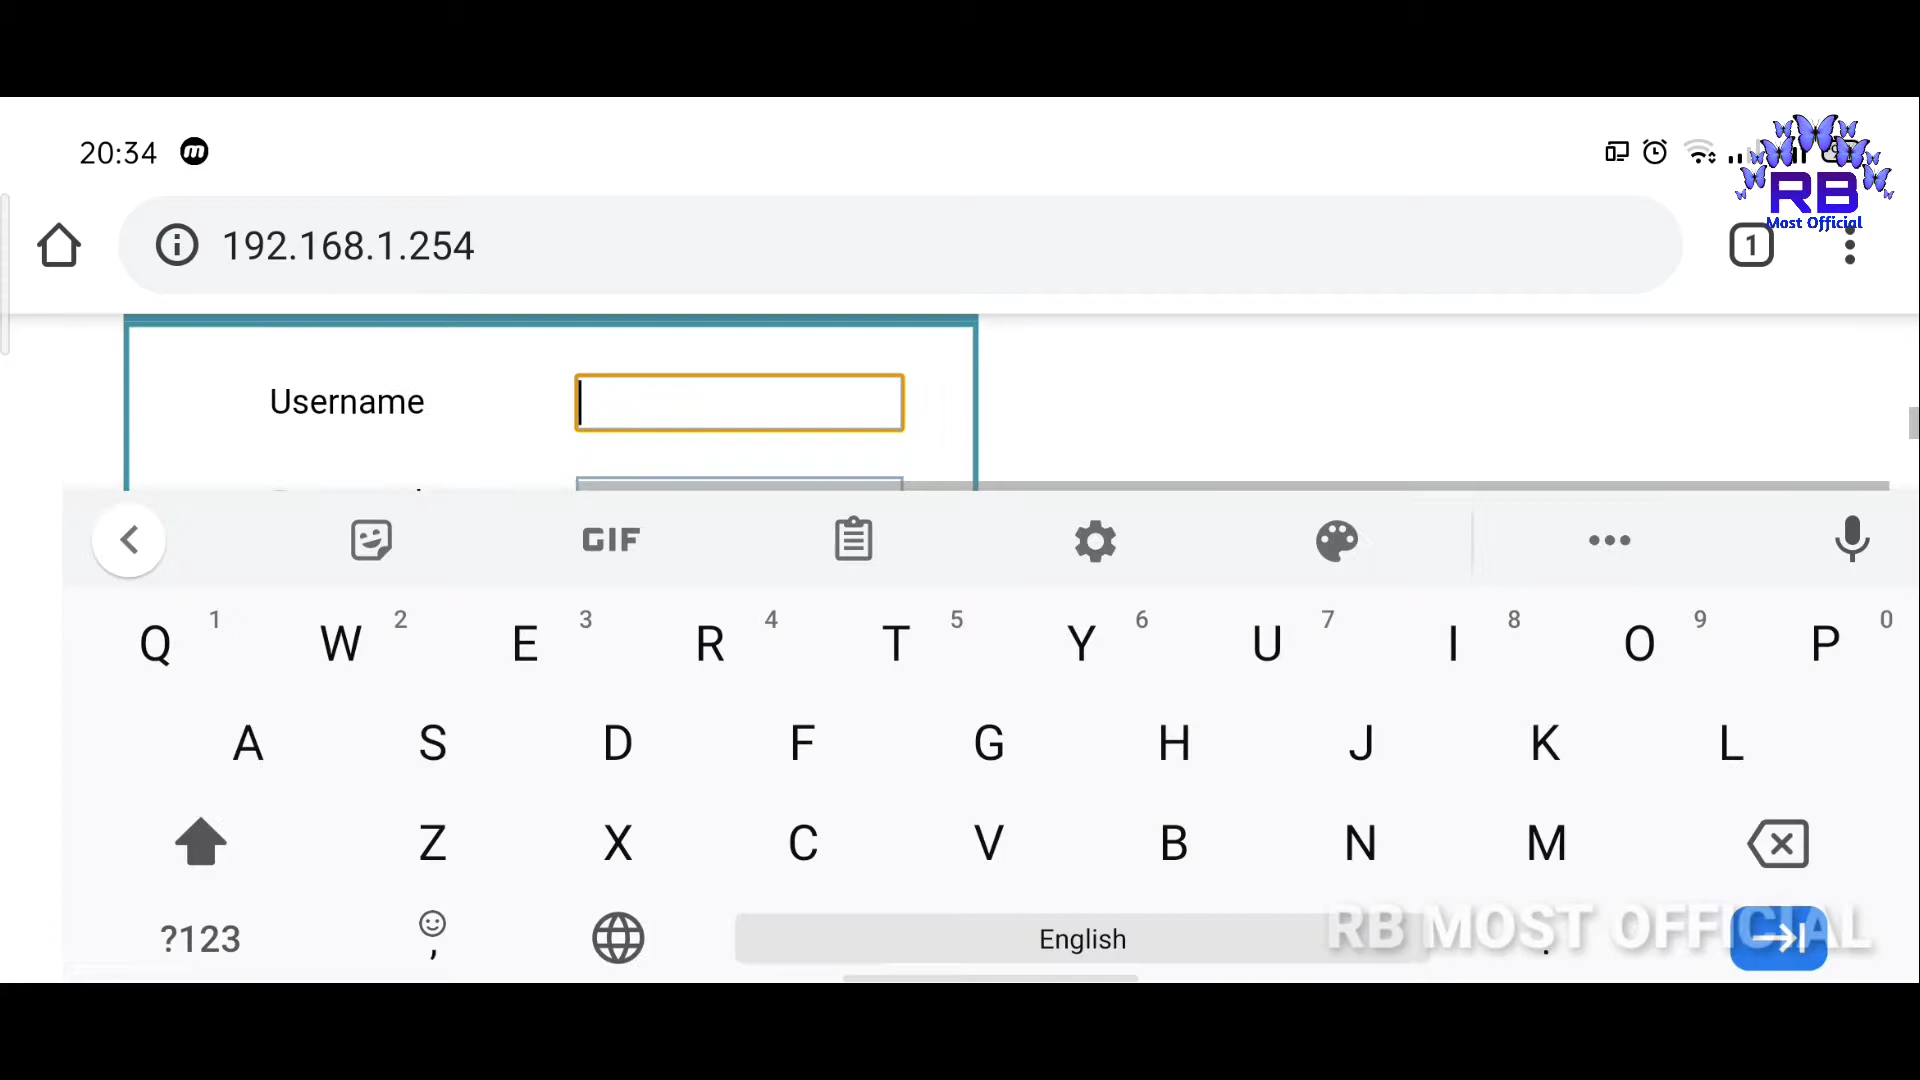 20:34
RB
Most Official
192.168.1.254
1
Username
GIF
1 2 3 4 5 6 7 8 9 0
Q W E R T Y U I O P
A S D F G H J K L
Z X C V B N M
RB MOST OFFICIAL
?123 , English .